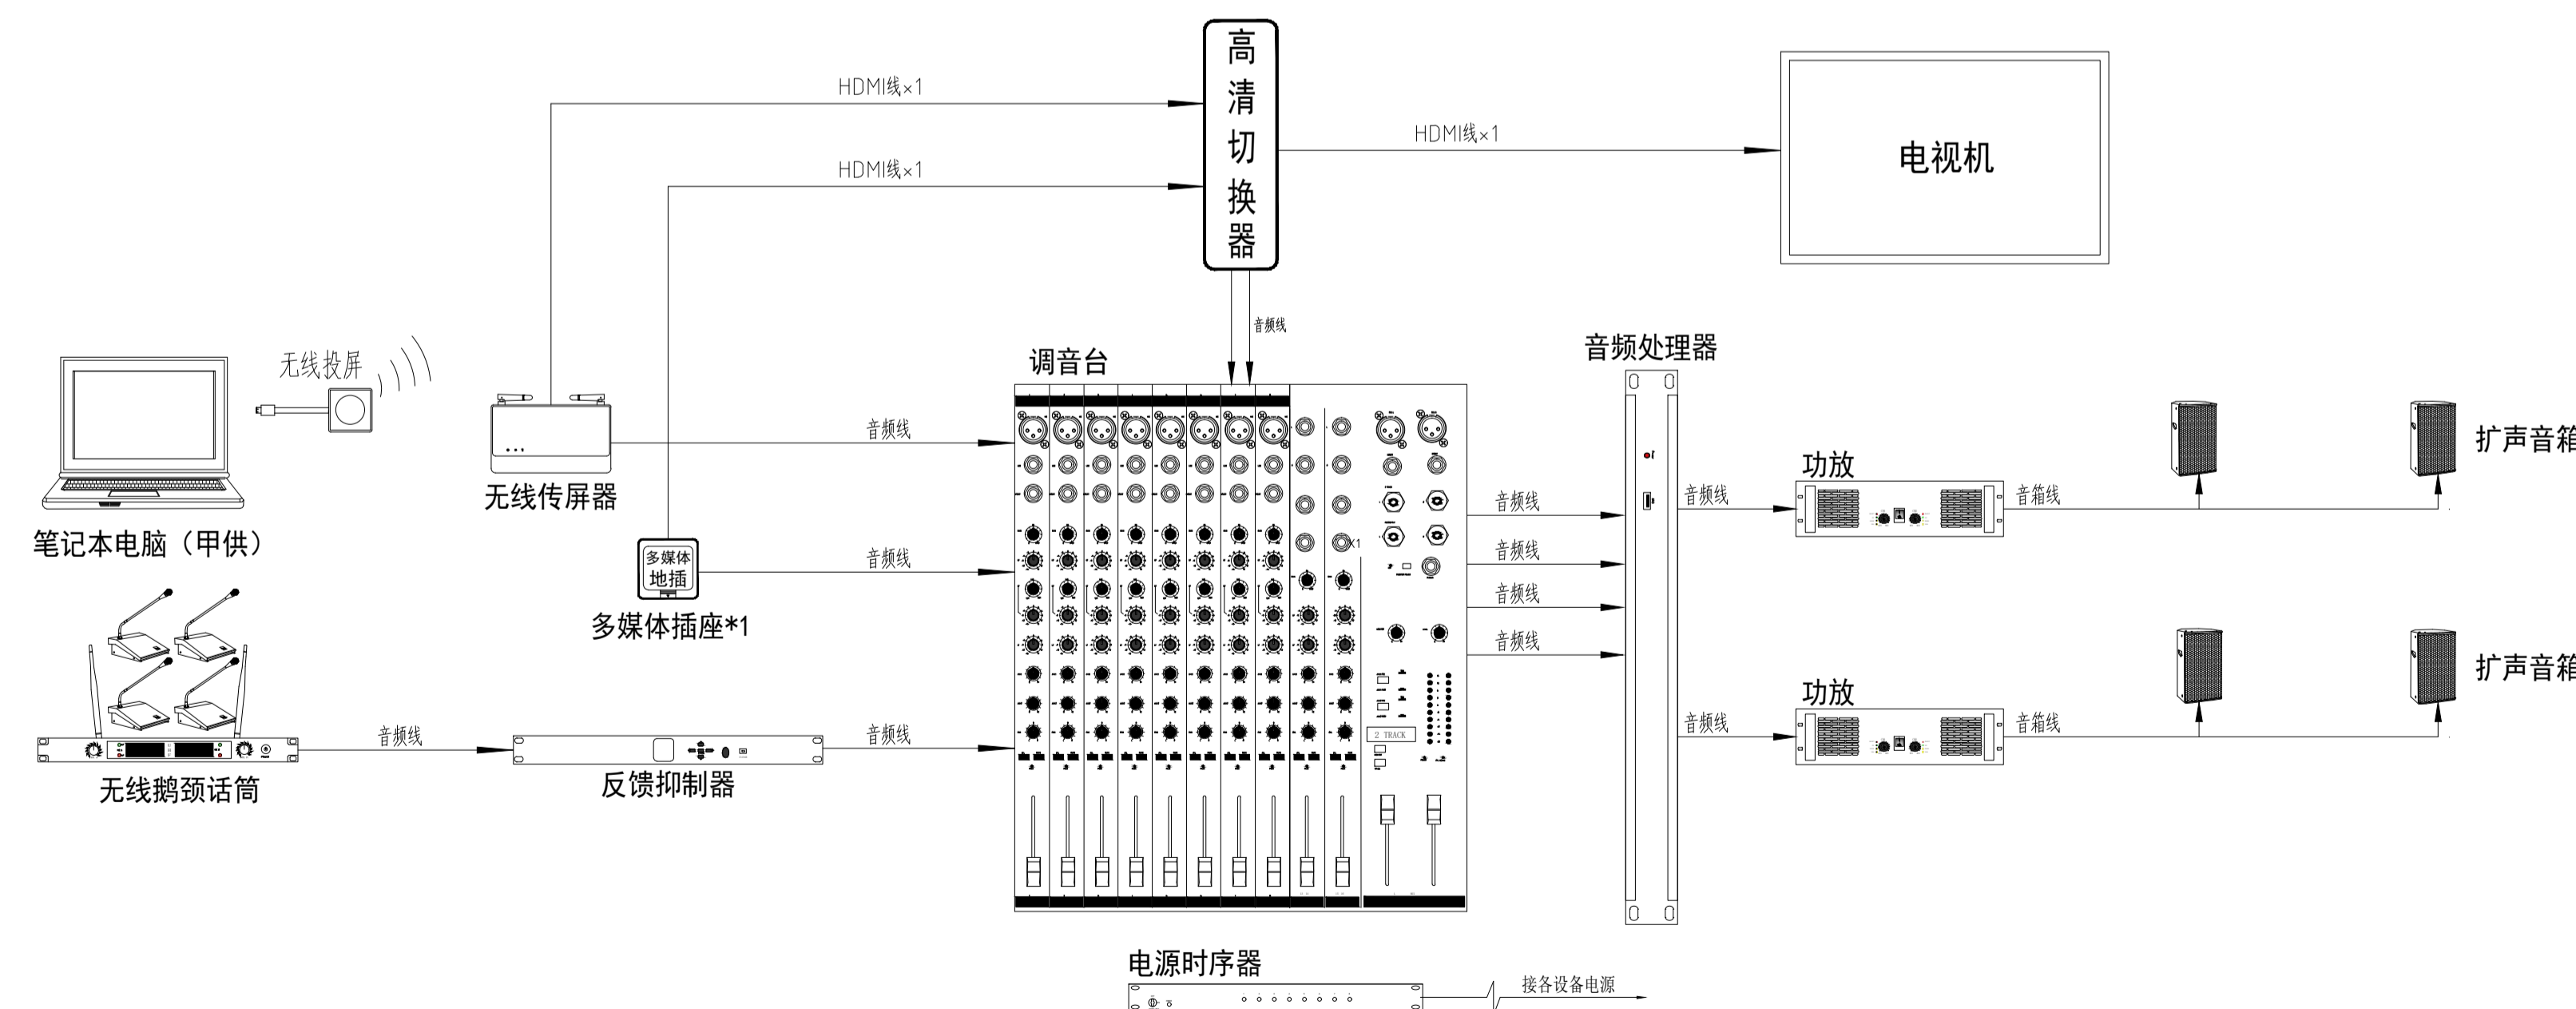 高清切换器
HDMI线×1
HDMI线×1
HDMI线×1
电视机
音频线
无线投屏
调音台
音频处理器
音频线
无线传屏器
笔记本电脑（甲供）
多媒体
地插
多媒体插座*1
音频线
X1
音频线
音频线
音频线
音频线
音频线
功放
音箱线
扩声音箱
音频线
功放
音箱线
扩声音箱
2 TRACK
音频线
音频线
无线鹅颈话筒
反馈抑制器
电源时序器
接各设备电源